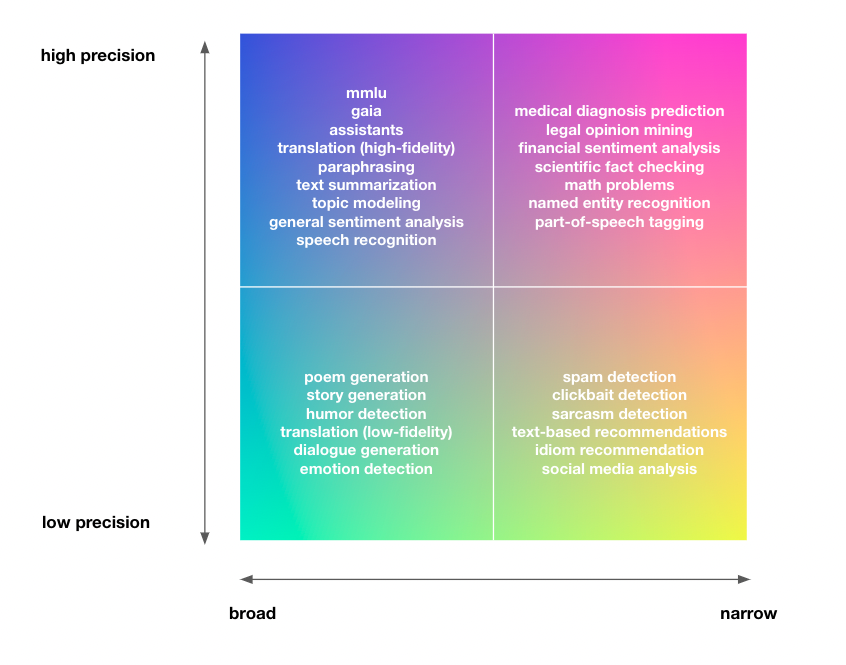 high precision
mmlu
gaia
assistants
translation (high-fidelity)
paraphrasing
text summarization
topic modeling
general sentiment analysis
speech recognition
medical diagnosis prediction
legal opinion mining
financial sentiment analysis
scientific fact checking
math problems
named entity recognition
part-of-speech tagging
poem generation
story generation
humor detection
translation (low-fidelity)
dialogue generation
emotion detection
spam detection
clickbait detection
sarcasm detection
text-based recommendations
idiom recommendation
social media analysis
low precision
broad
narrow